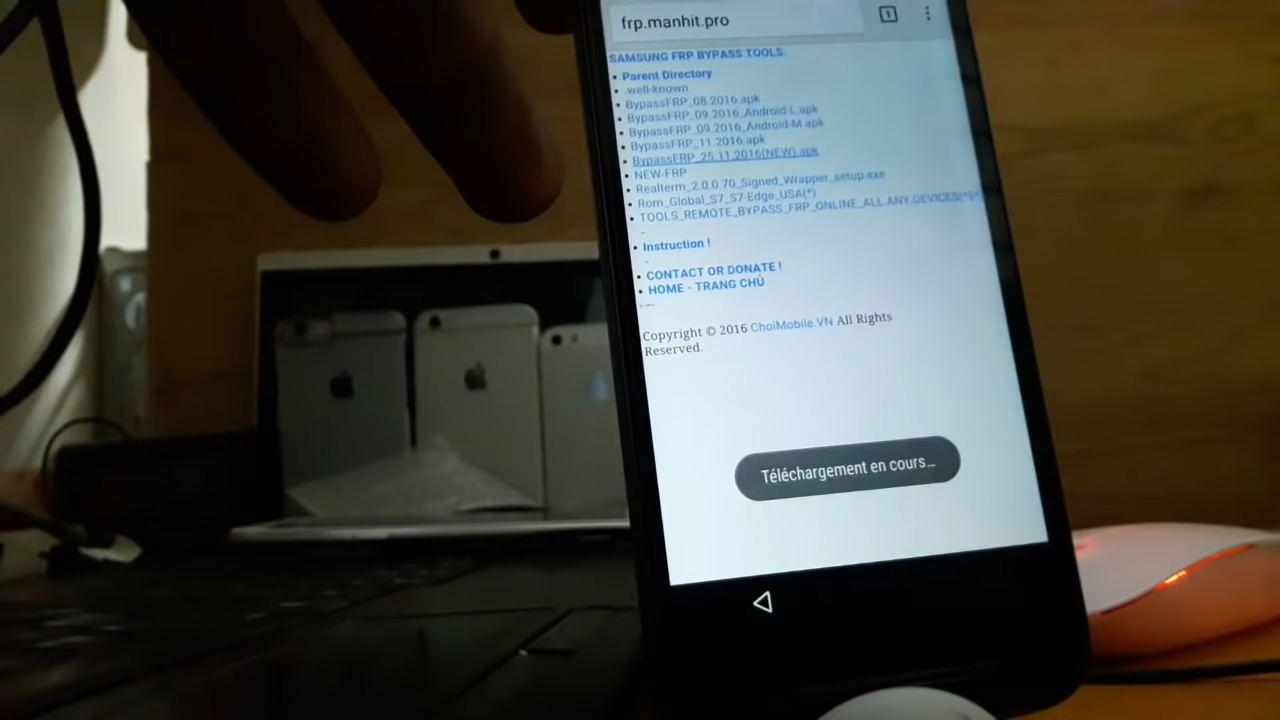 frp.manhit.pro
1
SAMSUNG FRP BYPASS TOOLS:
Parent Directory
.well-known
BypassFRP_08.2016.apk
BypassFRP_09.2016_Android-L.apk
BypassFRP_09.2016_Android-M.apk
BypassFRP_11.2016.apk
BypassFRP_25.11.2016(NEW).apk
NEW-FRP
Realterm_2.0.0.70_Signed_Wrapper_setup.exe
Rom_Global_S7_S7-Edge_USA(*)
TOOLS_REMOTE_BYPASS_FRP_ONLINE_ALL.ANY.DEVICES(*$*)
Instruction !
CONTACT OR DONATE !
HOME - TRANG CHỦ
Copyright © 2016 ChoiMobile.VN All Rights
Reserved.
Téléchargement en cours...